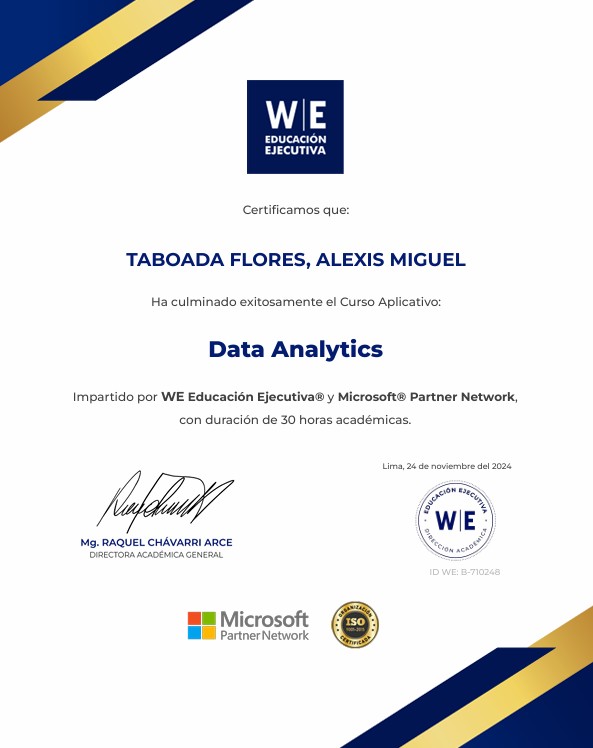 W|E
EDUCACIÓN
EJECUTIVA
Certificamos que:
TABOADA FLORES, ALEXIS MIGUEL
Ha culminado exitosamente el Curso Aplicativo:
Data Analytics
Impartido por WE Educación Ejecutiva® y Microsoft® Partner Network,
con duración de 30 horas académicas.
Lima, 24 de noviembre del 2024
EDUCACIÓN EJECUTIVA
W|E
DIRECCIÓN ACADÉMICA
Mg. RAQUEL CHÁVARRI ARCE
DIRECTORA ACADÉMICA GENERAL
ID WE: B-710248
Microsoft
Partner Network
ORGANIZACIÓN
ISO
CERTIFICADA